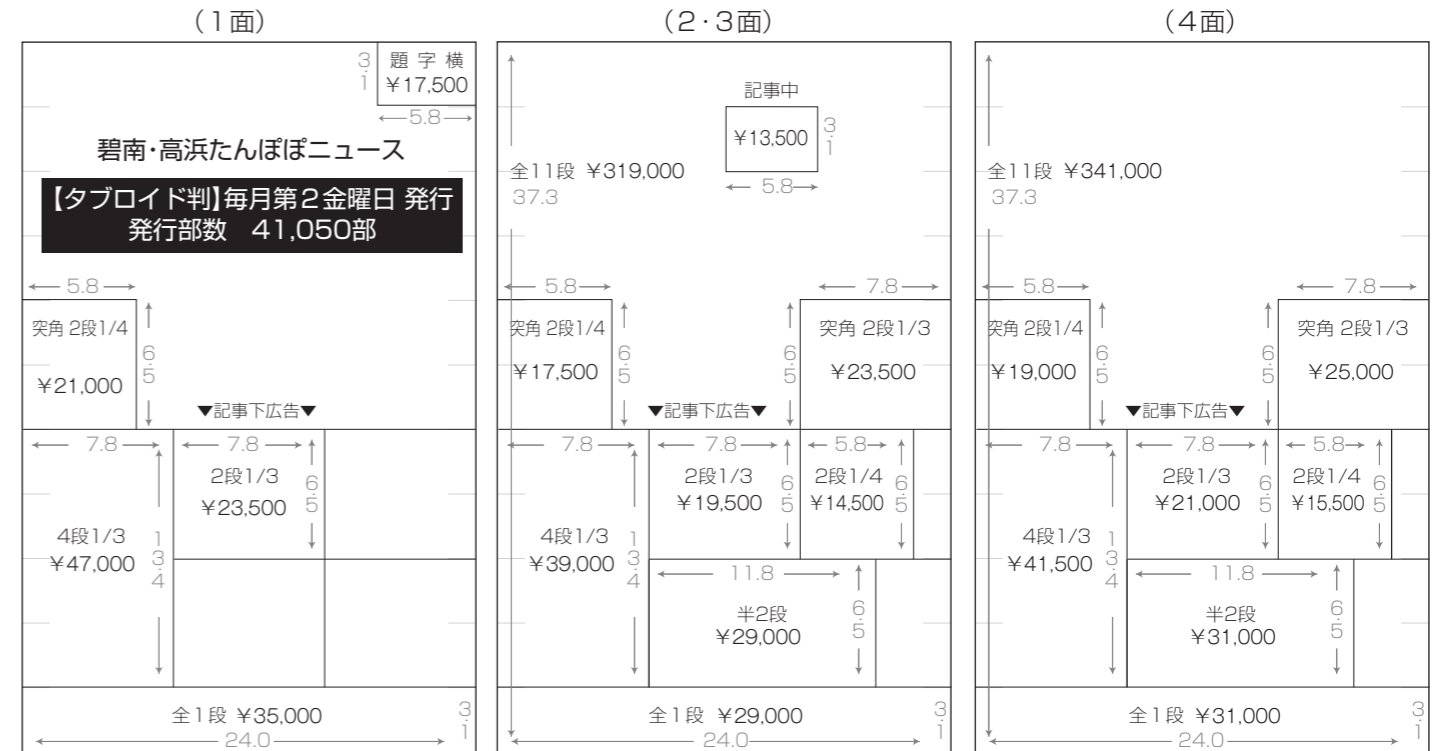 (1面)
題字横
¥17,500
3.1
5.8
碧南・高浜たんぽぽニュース
【タブロイド判】毎月第2金曜日 発行
発行部数 41,050部
5.8
突角 2段1/4
¥21,000
6.5
▼記事下広告▼
7.8
4段1/3
¥47,000
13.4
7.8
2段1/3
¥23,500
6.5
全1段 ¥35,000
24.0
3.1
(2・3面)
記事中
¥13,500
3.1
5.8
全11段 ¥319,000
37.3
5.8
突角 2段1/4
¥17,500
6.5
7.8
突角 2段1/3
¥23,500
6.5
▼記事下広告▼
7.8
4段1/3
¥39,000
13.4
7.8
2段1/3
¥19,500
6.5
5.8
2段1/4
¥14,500
6.5
11.8
半2段
¥29,000
6.5
全1段 ¥29,000
24.0
3.1
(4面)
全11段 ¥341,000
37.3
5.8
突角 2段1/4
¥19,000
6.5
7.8
突角 2段1/3
¥25,000
6.5
▼記事下広告▼
7.8
4段1/3
¥41,500
13.4
7.8
2段1/3
¥21,000
6.5
5.8
2段1/4
¥15,500
6.5
11.8
半2段
¥31,000
6.5
全1段 ¥31,000
24.0
3.1